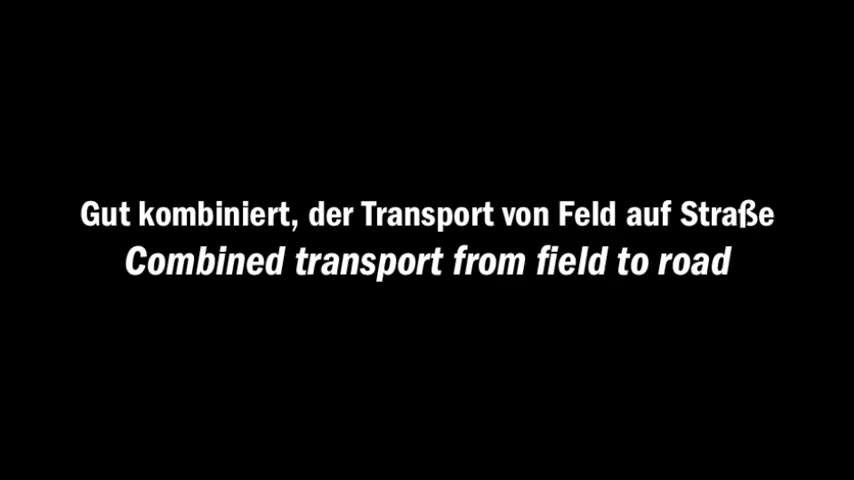 Gut kombiniert, der Transport von Feld auf Straße
Combined transport from field to road